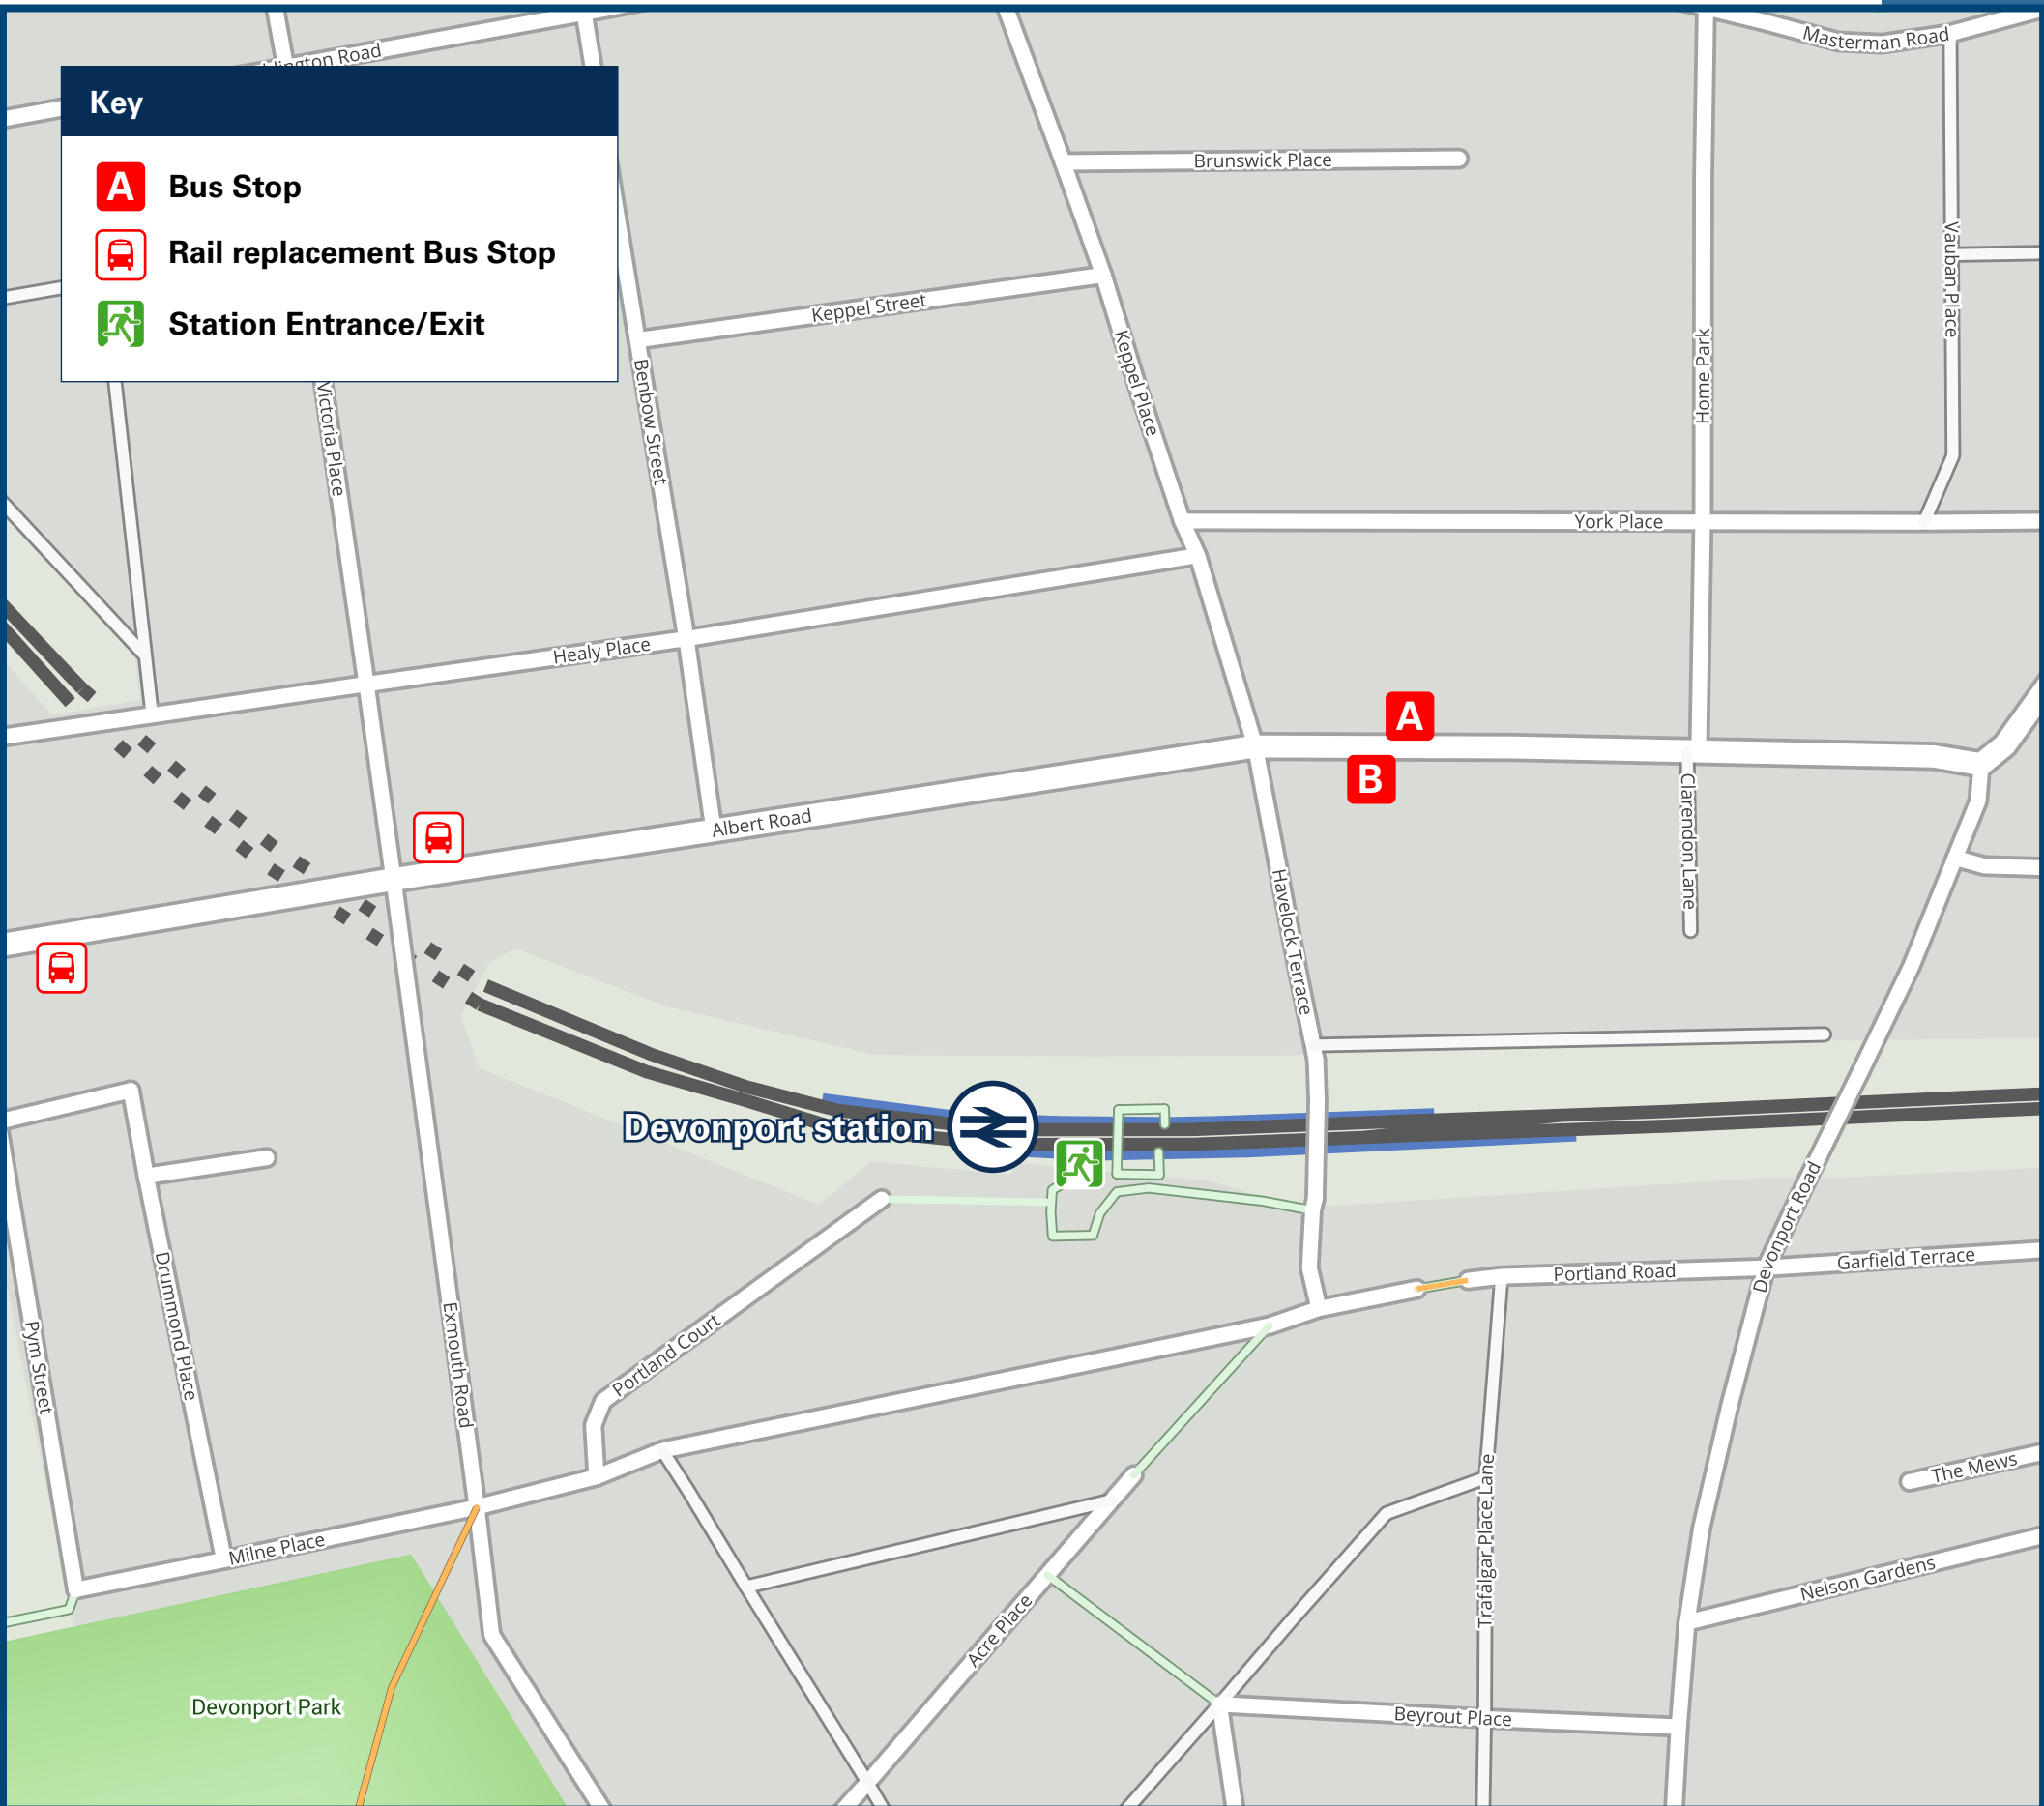 Road
Masterman Road
Key
A Bus Stop
Rail replacement Bus Stop
Station Entrance/Exit
Brunswick Place
Vauban Place
Keppel Street
Keppel Place
Home Park
Victoria Place
Benbow Street
York Place
Healy Place
A
B
Albert Road
Clarendon Lane
Havelock Terrace
Devonport station
Devonport Road
Portland Road
Garfield Terrace
Drummond Place
Pym Street
Exmouth Road
Portland Court
The Mews
Trafalgar Place Lane
Milne Place
Nelson Gardens
Acre Place
Devonport Park
Beyrout Place